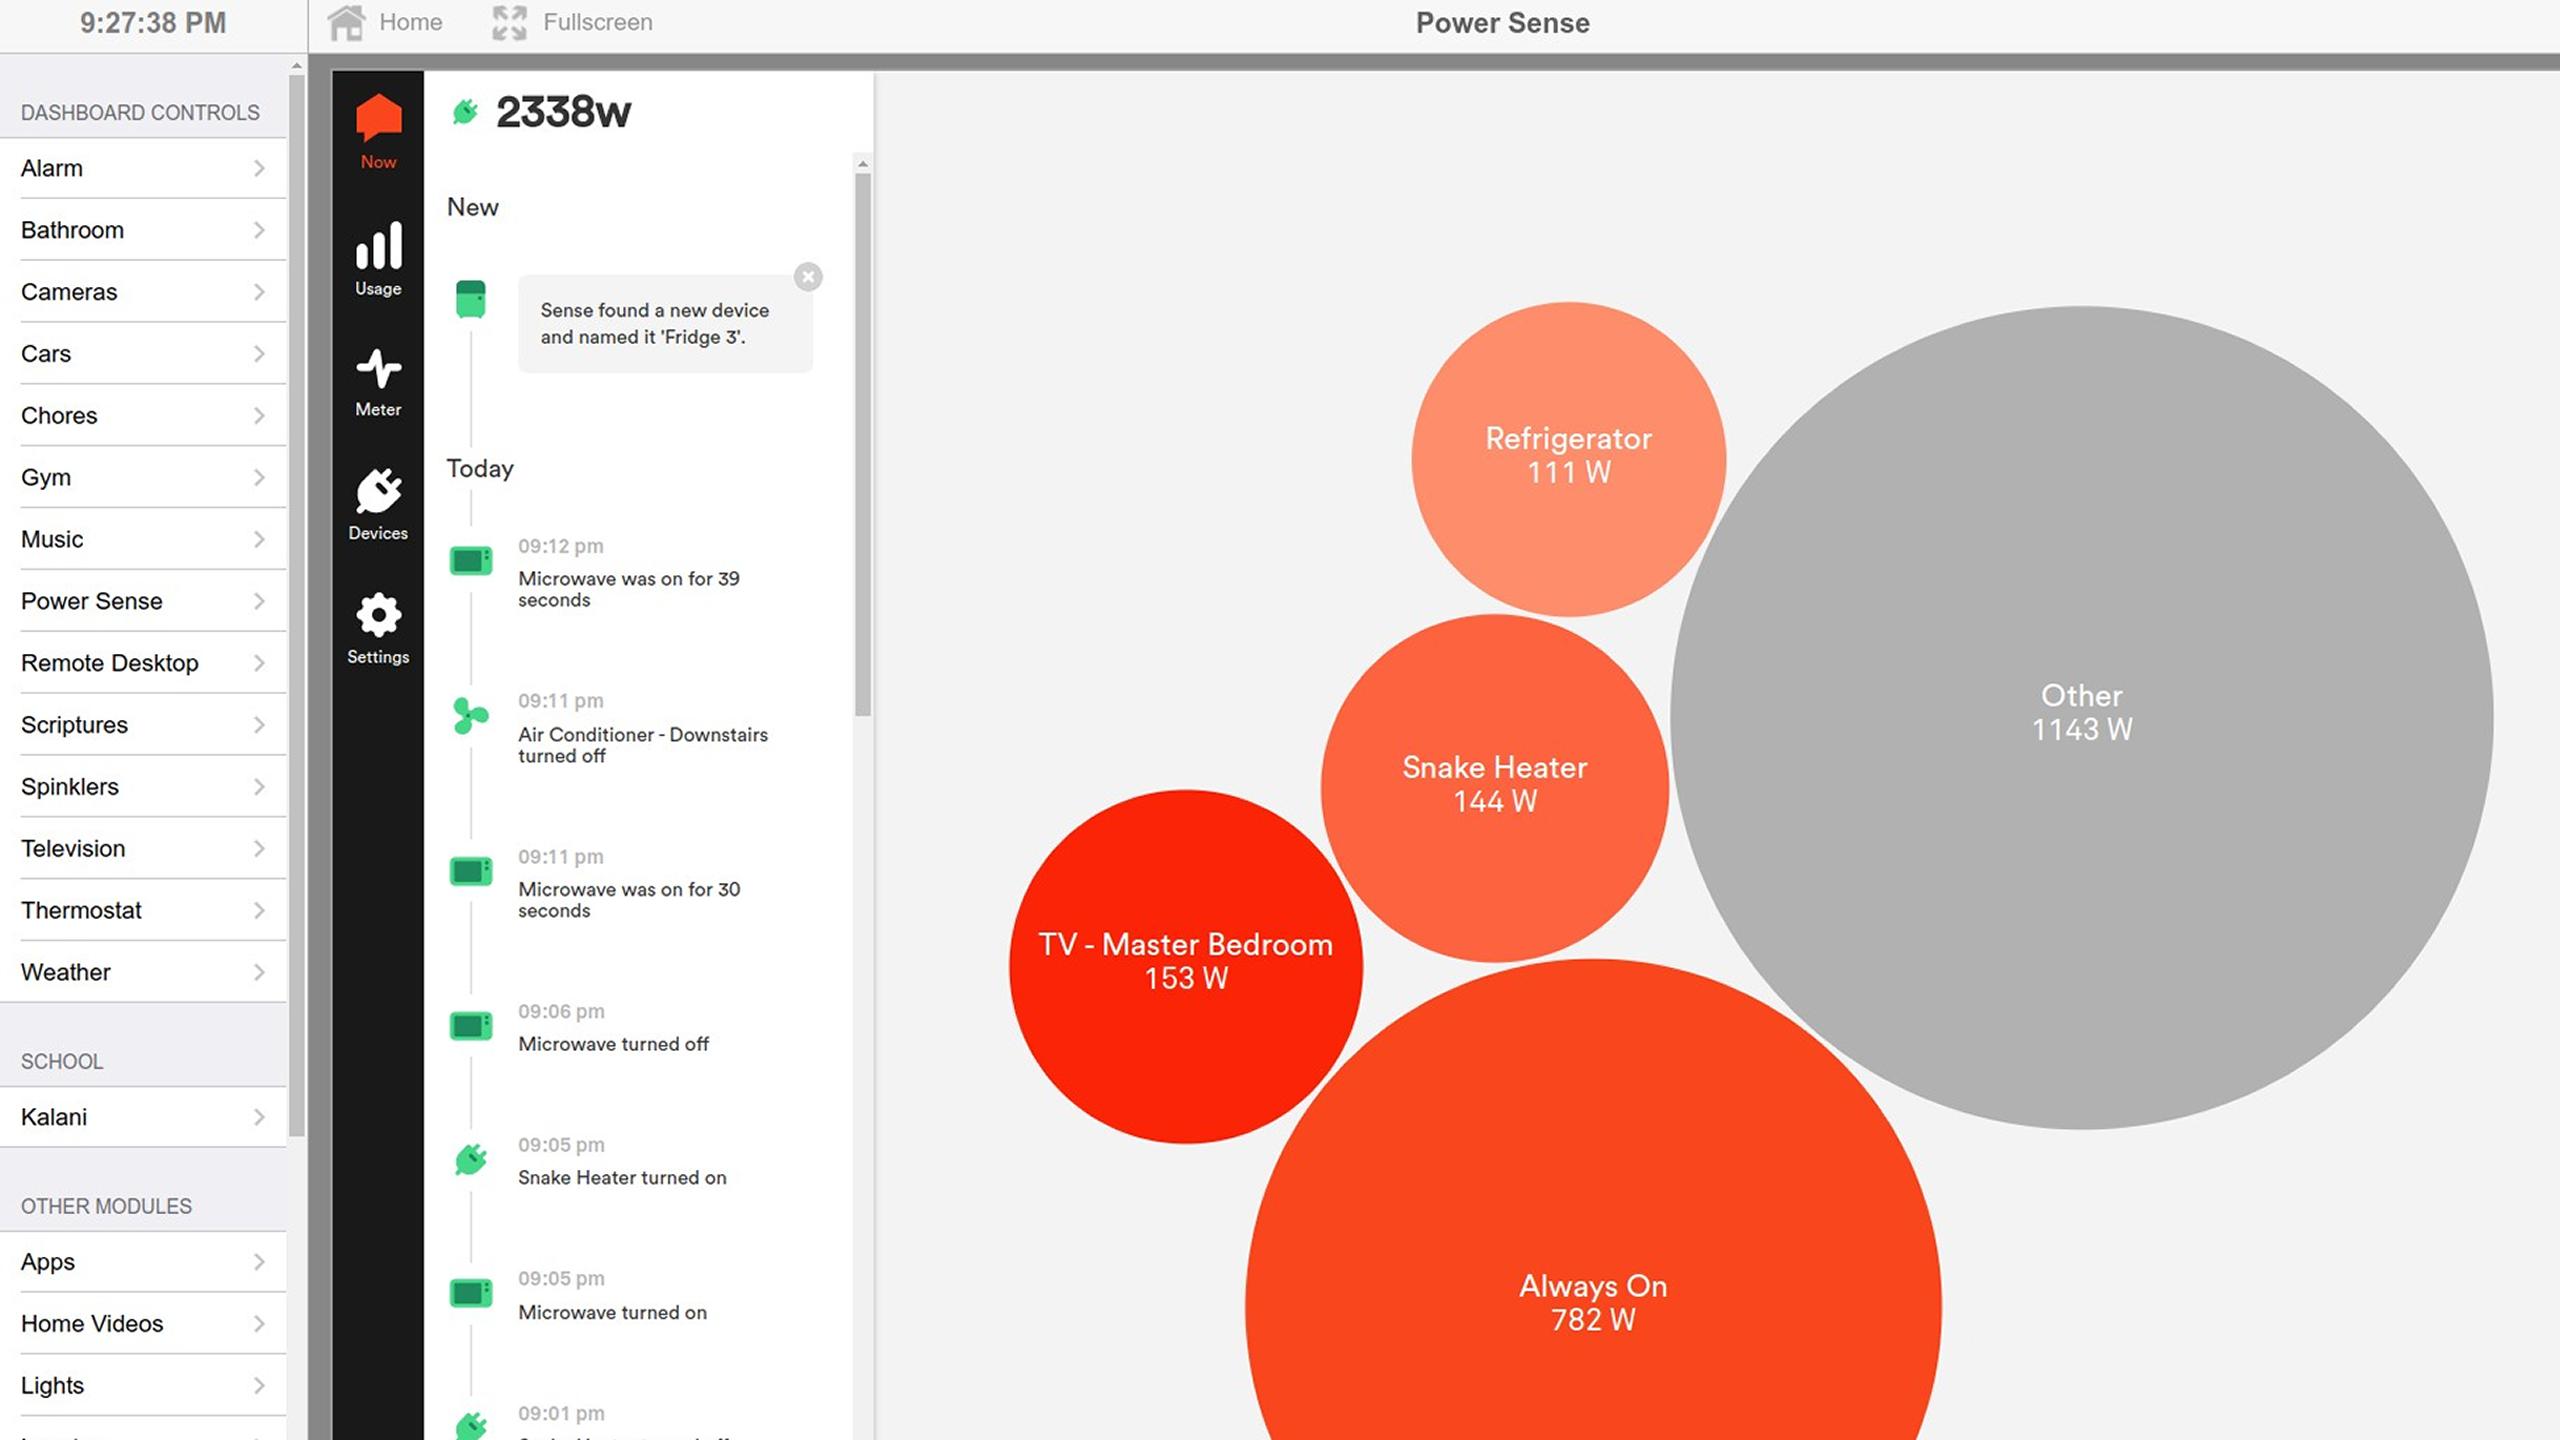 9:27:38 PM
Home
Fullscreen
Power Sense
DASHBOARD CONTROLS
Alarm
Bathroom
Cameras
Cars
Chores
Gym
Music
Power Sense
Remote Desktop
Scriptures
Spinklers
Television
Thermostat
Weather
SCHOOL
Kalani
OTHER MODULES
Apps
Home Videos
Lights
Now
Usage
Meter
Devices
Settings
2338w
New
Sense found a new device
and named it 'Fridge 3'.
Today
09:12 pm
Microwave was on for 39
seconds
09:11 pm
Air Conditioner - Downstairs
turned off
09:11 pm
Microwave was on for 30
seconds
09:06 pm
Microwave turned off
09:05 pm
Snake Heater turned on
09:05 pm
Microwave turned on
09:01 pm
Refrigerator
111 W
Other
1143 W
Snake Heater
144 W
TV - Master Bedroom
153 W
Always On
782 W